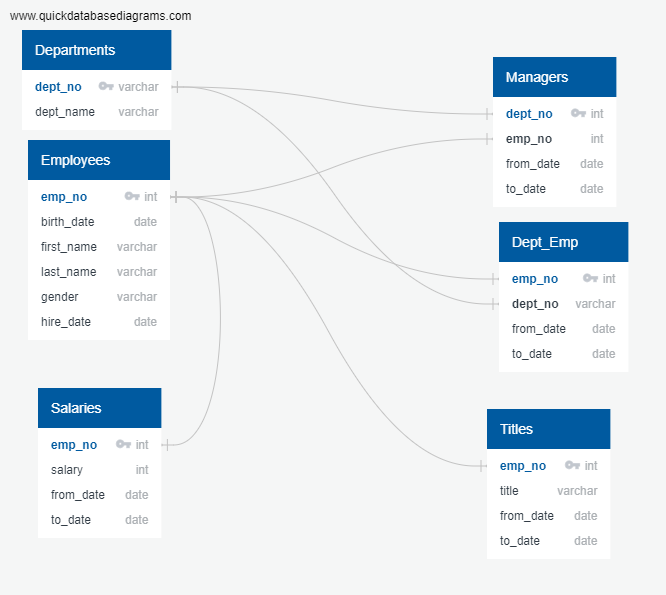 www.quickdatabasediagrams.com
Departments
dept_no varchar
dept_name varchar
Employees
emp_no int
birth_date date
first_name varchar
last_name varchar
gender varchar
hire_date date
Salaries
emp_no int
salary int
from_date date
to_date date
Managers
dept_no int
emp_no int
from_date date
to_date date
Dept_Emp
emp_no int
dept_no varchar
from_date date
to_date date
Titles
emp_no int
title varchar
from_date date
to_date date